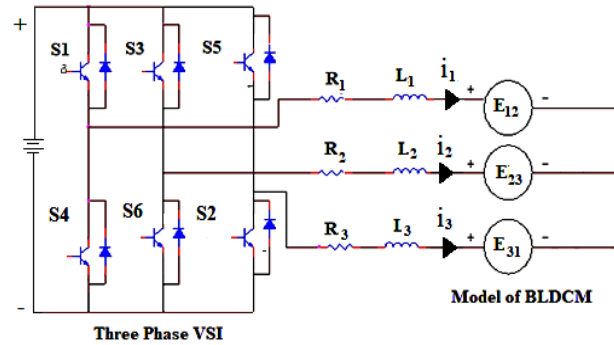 +
S1
S3
S5
R1 L1 i1 + E12 -
R2 L2 i2 + E23 -
S4
S6
S2
R3 L3 i3 + E31 -
-
Model of BLDCM
Three Phase VSI